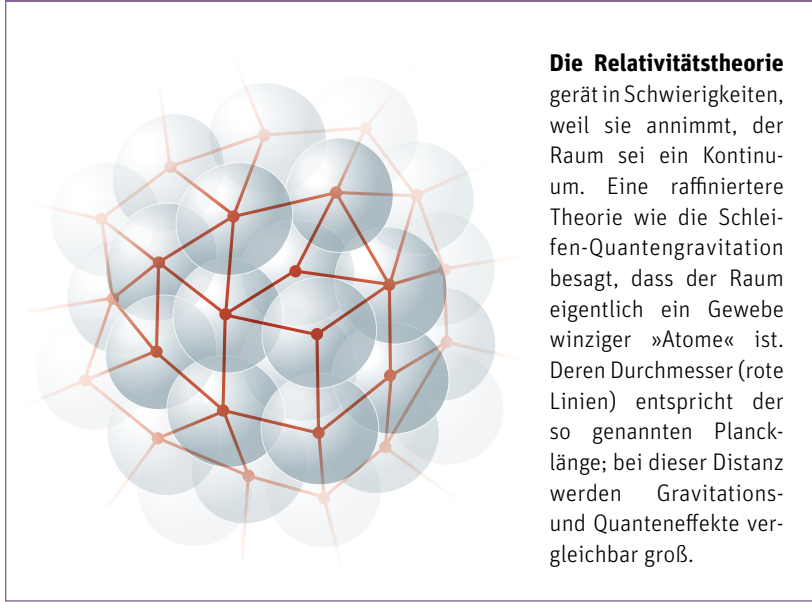 Die Relativitätstheorie
gerät in Schwierigkeiten,
weil sie annimmt, der
Raum sei ein Kontinu-
um. Eine raffiniertere
Theorie wie die Schlei-
fen-Quantengravitation
besagt, dass der Raum
eigentlich ein Gewebe
winziger »Atome« ist.
Deren Durchmesser (rote
Linien) entspricht der
so genannten Planck-
länge; bei dieser Distanz
werden Gravitations-
und Quanteneffekte ver-
gleichbar groß.